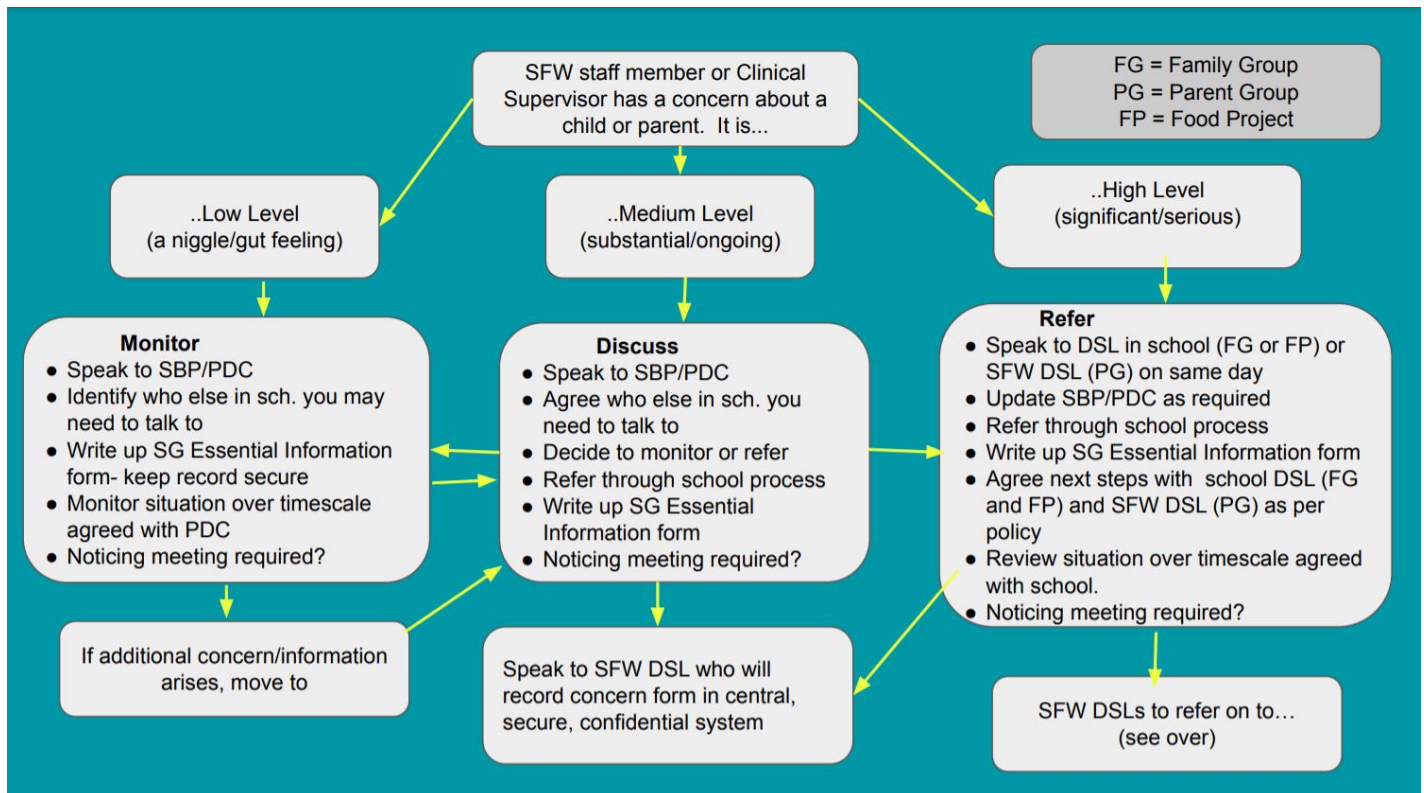 SFW staff member or Clinical
Supervisor has a concern about a
child or parent.  It is...
FG = Family Group
PG = Parent Group
FP = Food Project
..Low Level
(a niggle/gut feeling)
..Medium Level
(substantial/ongoing)
..High Level
(significant/serious)
Monitor
● Speak to SBP/PDC
● Identify who else in sch. you may
need to talk to
● Write up SG Essential Information
form- keep record secure
● Monitor situation over timescale
agreed with PDC
● Noticing meeting required?
Discuss
● Speak to SBP/PDC
● Agree who else in sch. you
need to talk to
● Decide to monitor or refer
● Refer through school process
● Write up SG Essential
Information form
● Noticing meeting required?
Refer
● Speak to DSL in school (FG or FP) or
SFW DSL (PG) on same day
● Update SBP/PDC as required
● Refer through school process
● Write up SG Essential Information form
● Agree next steps with  school DSL (FG
and FP) and SFW DSL (PG) as per
policy
● Review situation over timescale agreed
with school.
● Noticing meeting required?
If additional concern/information
arises, move to
Speak to SFW DSL who will
record concern form in central,
secure, confidential system
SFW DSLs to refer on to…
(see over)